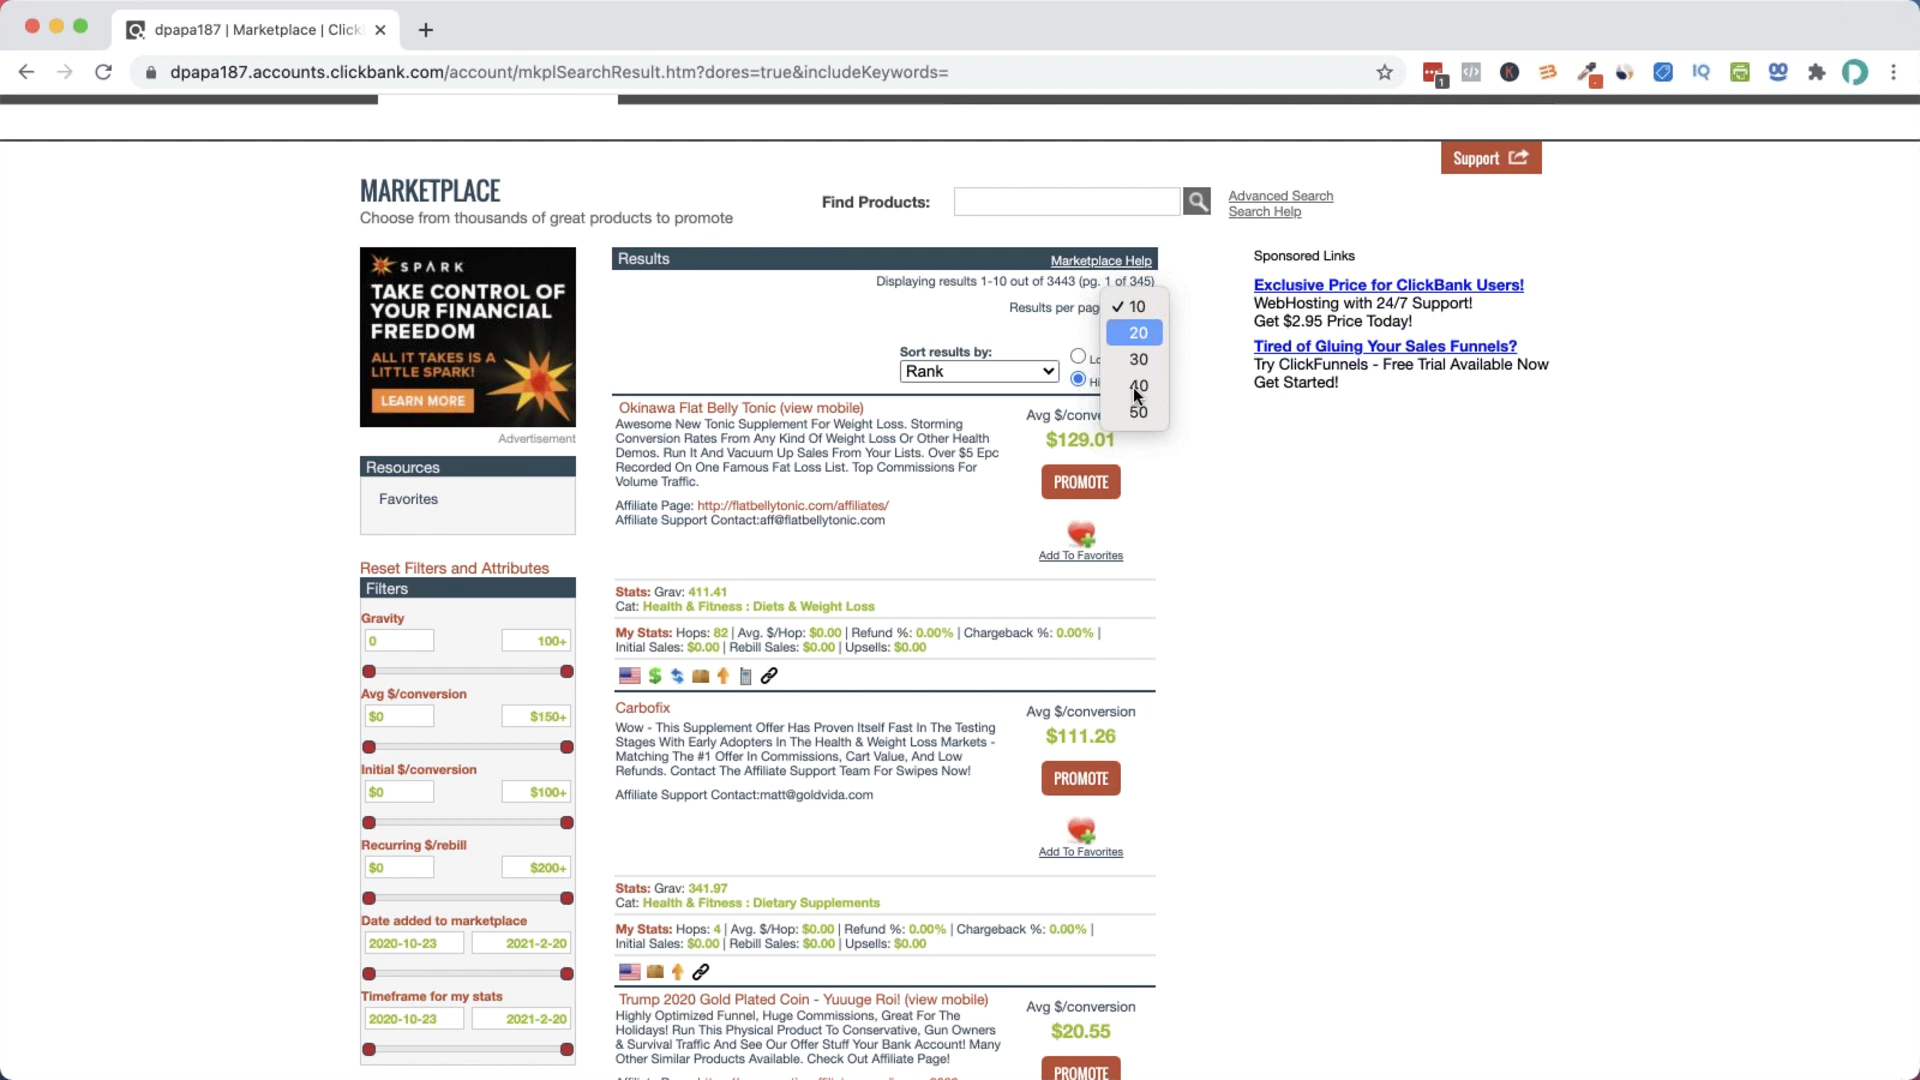 dpapa187 | Marketplace | Click
dpapa187.accounts.clickbank.com/account/mkplSearchResult.htm?dores=true&includeKeywords=
1
IQ
Support
MARKETPLACE
Choose from thousands of great products to promote
Find Products:
Advanced Search
Search Help
SPARK
TAKE CONTROL OF
YOUR FINANCIAL
FREEDOM
ALL IT TAKES IS A
LITTLE SPARK!
LEARN MORE
Advertisement
Resources
Favorites
Reset Filters and Attributes
Filters
Gravity
0 100+
Avg $/conversion
$0 $150+
Initial $/conversion
$0 $100+
Recurring $/rebill
$0 $200+
Date added to marketplace
2020-10-23 2021-2-20
Timeframe for my stats
2020-10-23 2021-2-20
Results
Marketplace Help
Displaying results 1-10 out of 3443 (pg. 1 of 345)
Results per pag
✓ 10
20
30
40
50
Sort results by:
Rank
Lo
Hi
Okinawa Flat Belly Tonic (view mobile)
Awesome New Tonic Supplement For Weight Loss. Storming
Conversion Rates From Any Kind Of Weight Loss Or Other Health
Demos. Run It And Vacuum Up Sales From Your Lists. Over $5 Epc
Recorded On One Famous Fat Loss List. Top Commissions For
Volume Traffic.
Affiliate Page: http://flatbellytonic.com/affiliates/
Affiliate Support Contact:aff@flatbellytonic.com
Avg $/conve
$129.01
PROMOTE
Add To Favorites
Stats: Grav: 411.41
Cat: Health & Fitness : Diets & Weight Loss
My Stats: Hops: 82 | Avg. $/Hop: $0.00 | Refund %: 0.00% | Chargeback %: 0.00% |
Initial Sales: $0.00 | Rebill Sales: $0.00 | Upsells: $0.00
Carbofix
Wow - This Supplement Offer Has Proven Itself Fast In The Testing
Stages With Early Adopters In The Health & Weight Loss Markets -
Matching The #1 Offer In Commissions, Cart Value, And Low
Refunds. Contact The Affiliate Support Team For Swipes Now!
Affiliate Support Contact:matt@goldvida.com
Avg $/conversion
$111.26
PROMOTE
Add To Favorites
Stats: Grav: 341.97
Cat: Health & Fitness : Dietary Supplements
My Stats: Hops: 4 | Avg. $/Hop: $0.00 | Refund %: 0.00% | Chargeback %: 0.00% |
Initial Sales: $0.00 | Rebill Sales: $0.00 | Upsells: $0.00
Trump 2020 Gold Plated Coin - Yuuuge Roi! (view mobile)
Highly Optimized Funnel, Huge Commissions, Great For The
Holidays! Run This Physical Product To Conservative, Gun Owners
& Survival Traffic And See Our Offer Stuff Your Bank Account! Many
Other Similar Products Available. Check Out Affiliate Page!
Avg $/conversion
$20.55
PROMOTE
Sponsored Links
Exclusive Price for ClickBank Users!
WebHosting with 24/7 Support!
Get $2.95 Price Today!
Tired of Gluing Your Sales Funnels?
Try ClickFunnels - Free Trial Available Now
Get Started!